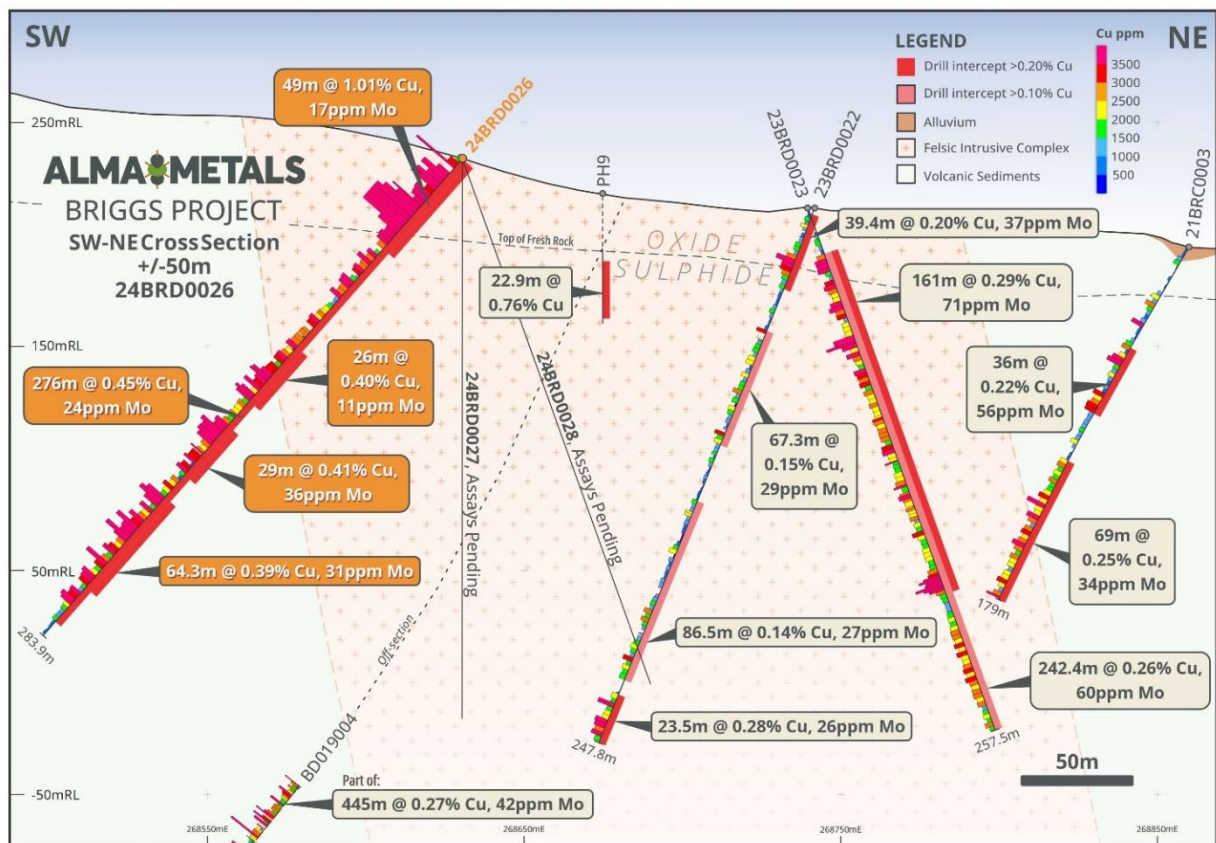 SW
NE
LEGEND
Drill intercept >0.20% Cu
Drill intercept >0.10% Cu
Alluvium
Felsic Intrusive Complex
Volcanic Sediments
Cu ppm
3500
3000
2500
2000
1500
1000
500
250mRL
150mRL
50mRL
-50mRL
ALMA METALS
BRIGGS PROJECT
SW-NE Cross Section
+/-50m
24BRD0026
49m @ 1.01% Cu,
17ppm Mo
24BRD0026
PH9
23BRD0023
23BRD0022
21BRC0003
Top of Fresh Rock
OXIDE
SULPHIDE
39.4m @ 0.20% Cu, 37ppm Mo
22.9m @
0.76% Cu
161m @ 0.29% Cu,
71ppm Mo
26m @
0.40% Cu,
11ppm Mo
276m @ 0.45% Cu,
24ppm Mo
36m @
0.22% Cu,
56ppm Mo
24BRD0027, Assays Pending
24BRD0028, Assays Pending
67.3m @
0.15% Cu,
29ppm Mo
29m @ 0.41% Cu,
36ppm Mo
64.3m @ 0.39% Cu, 31ppm Mo
69m @
0.25% Cu,
34ppm Mo
283.9m
179m
Off-section
86.5m @ 0.14% Cu, 27ppm Mo
242.4m @ 0.26% Cu,
60ppm Mo
23.5m @ 0.28% Cu, 26ppm Mo
247.8m
257.5m
50m
BD019004
Part of:
445m @ 0.27% Cu, 42ppm Mo
268550mE
268650mE
268750mE
268850mE